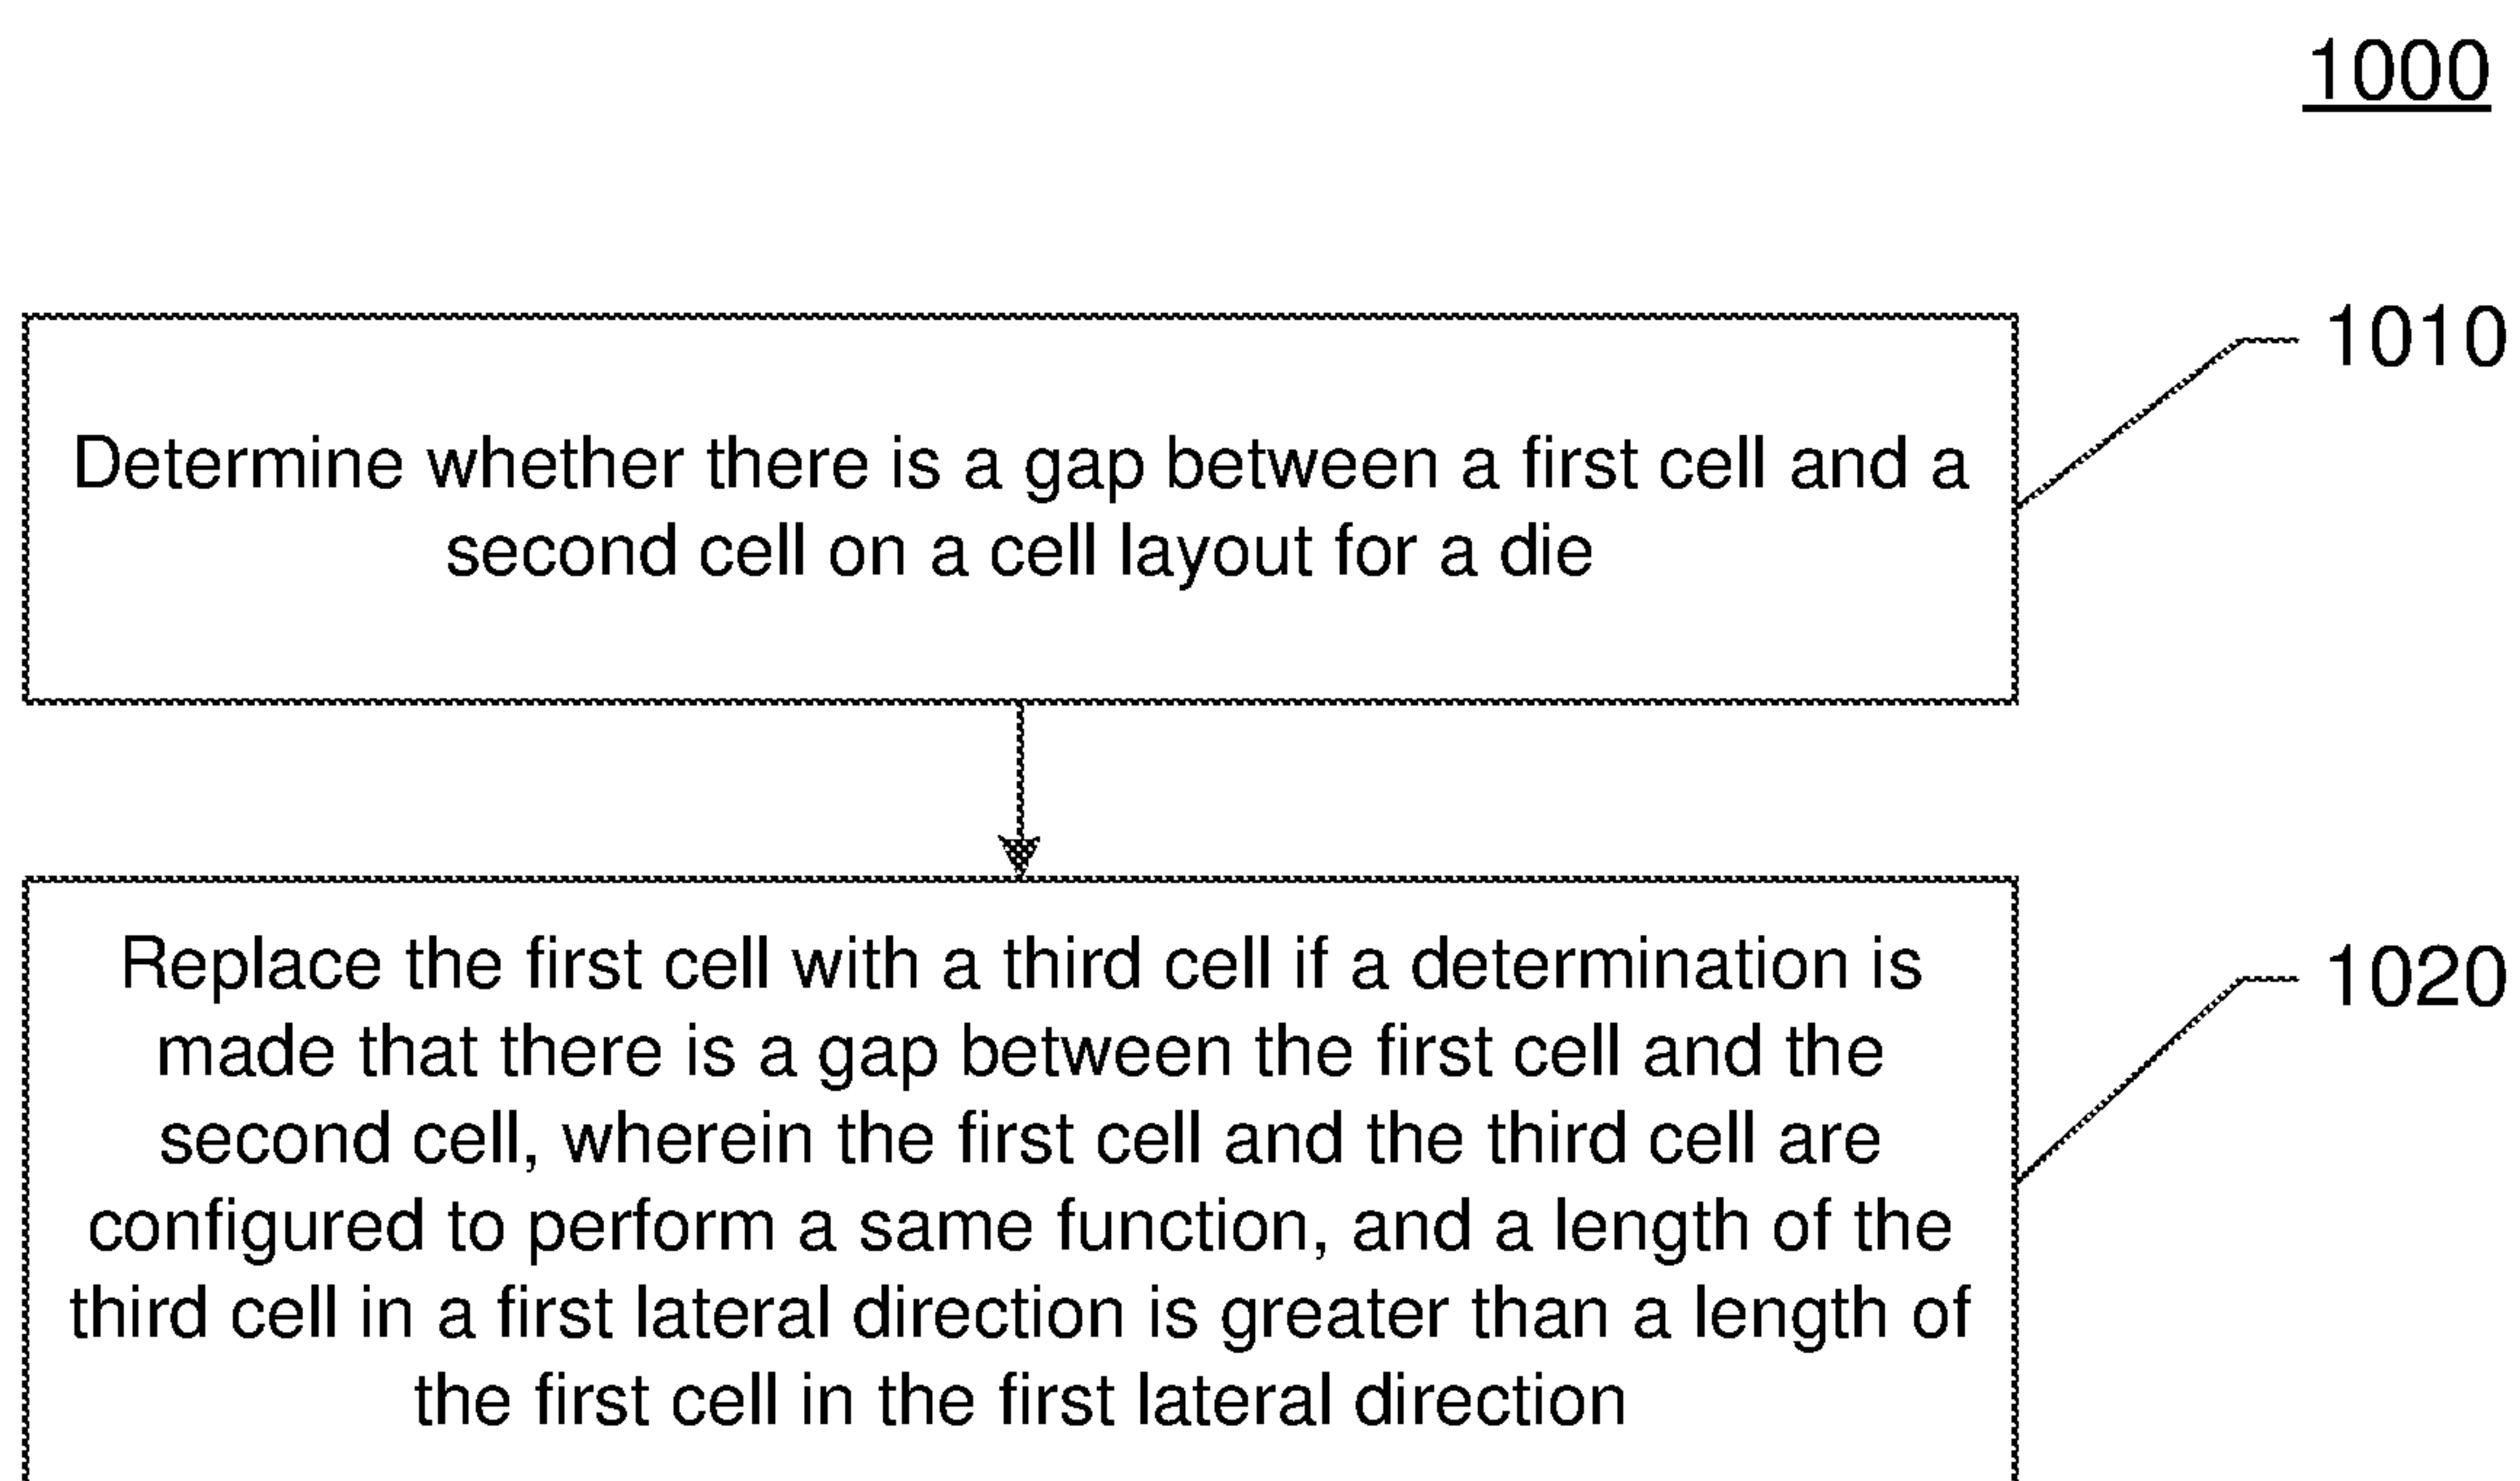 1000
1010
Determine whether there is a gap between a first cell and a
second cell on a cell layout for a die
1020
Replace the first cell with a third cell if a determination is
made that there is a gap between the first cell and the
second cell, wherein the first cell and the third cell are
configured to perform a same function, and a length of the
third cell in a first lateral direction is greater than a length of
the first cell in the first lateral direction